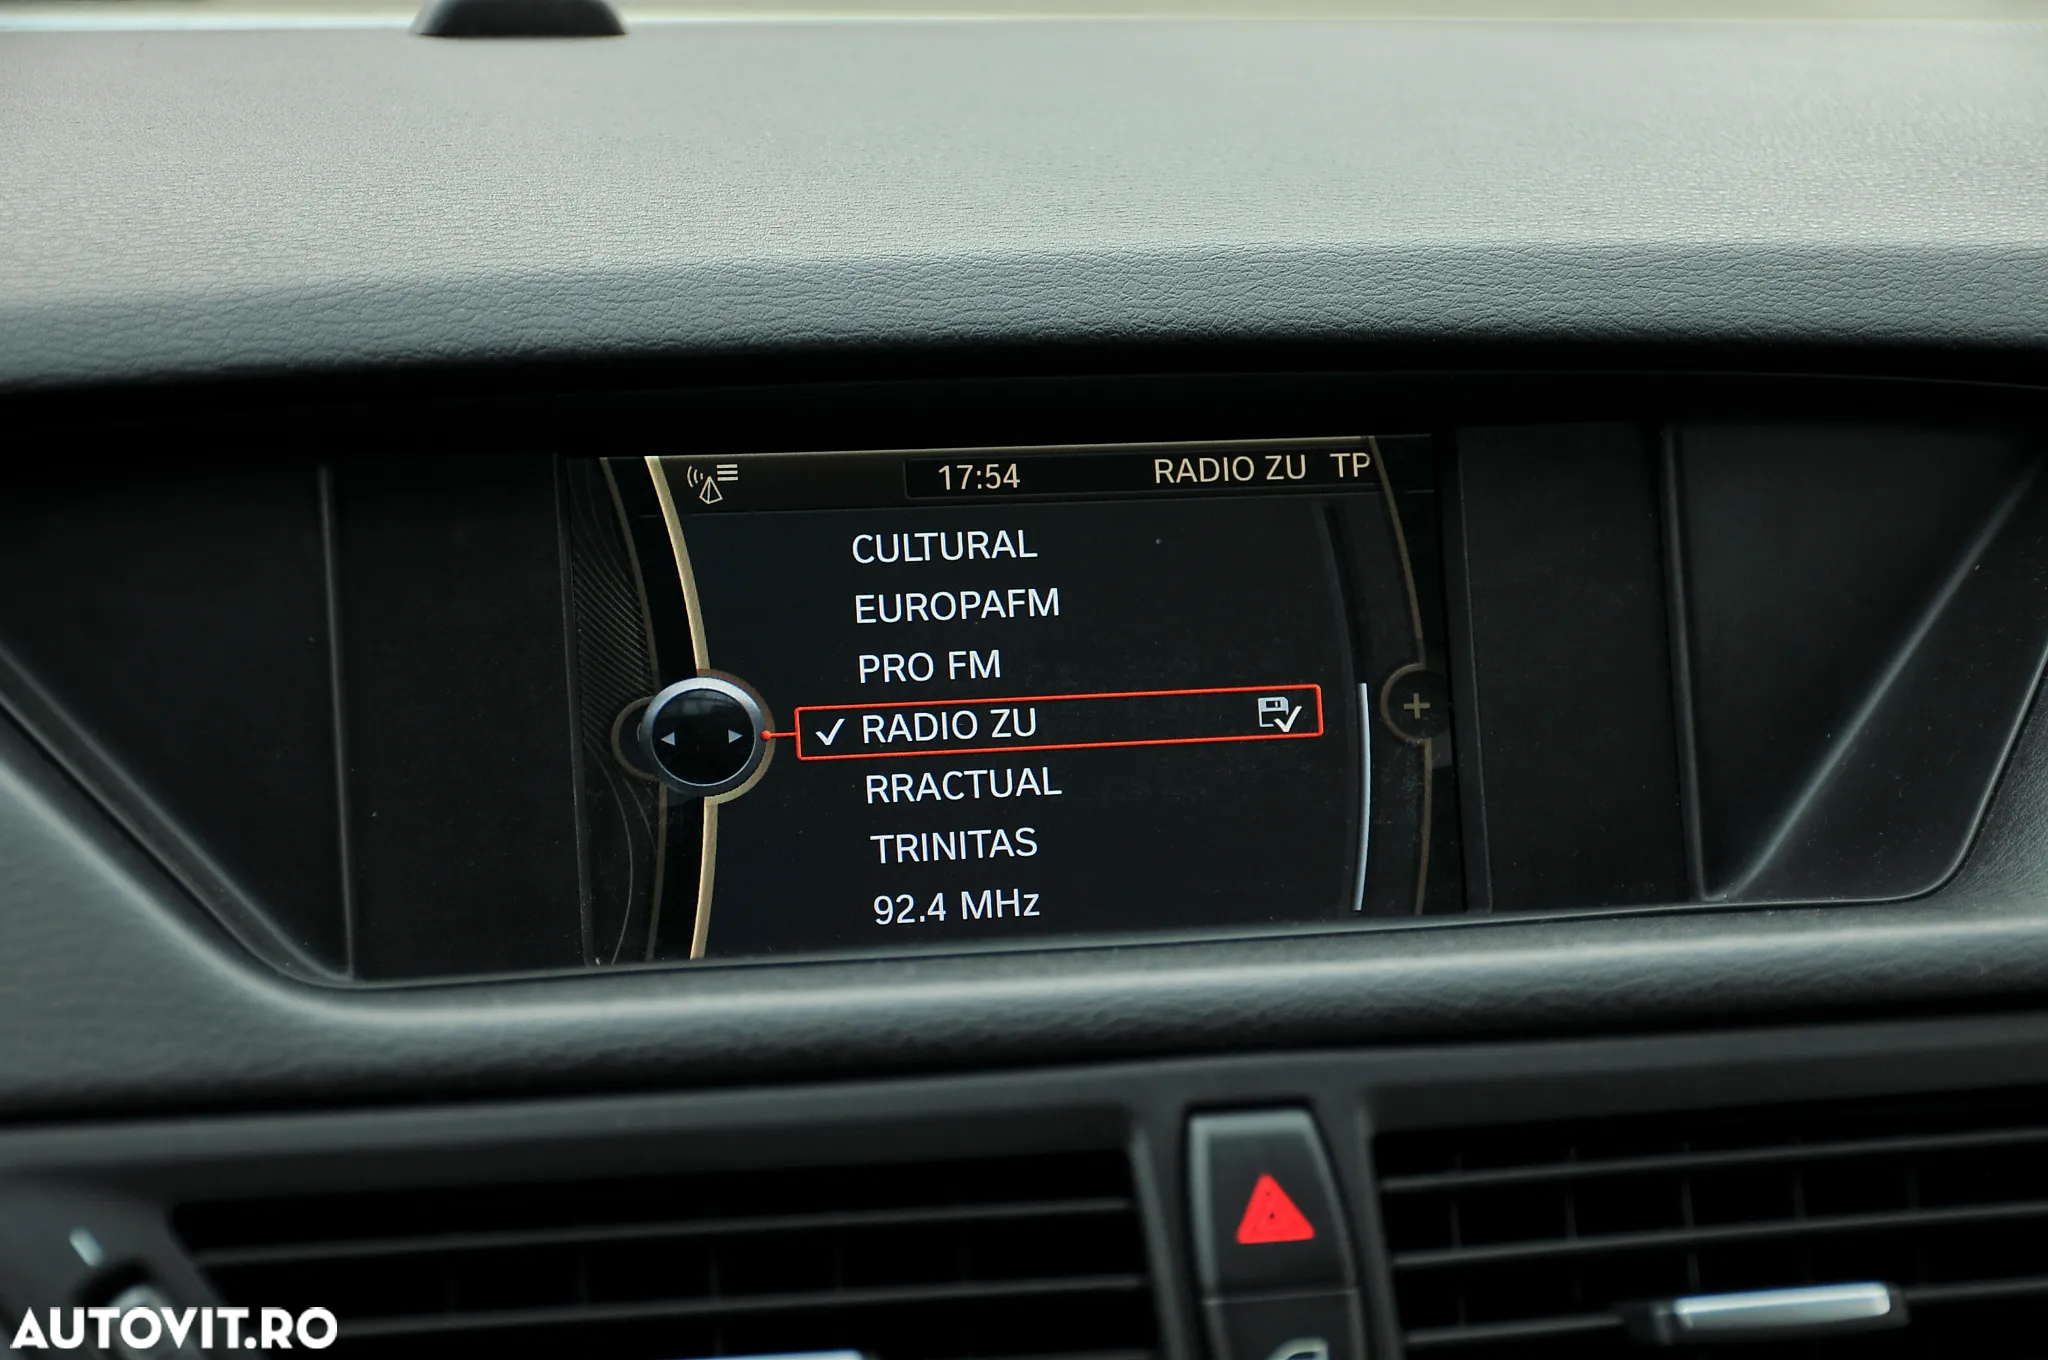 17:54 RADIO ZU TP
CULTURAL
EUROPAFM
PRO FM
RADIO ZU
RRACTUAL
TRINITAS
92.4 MHz
AUTOVIT.RO